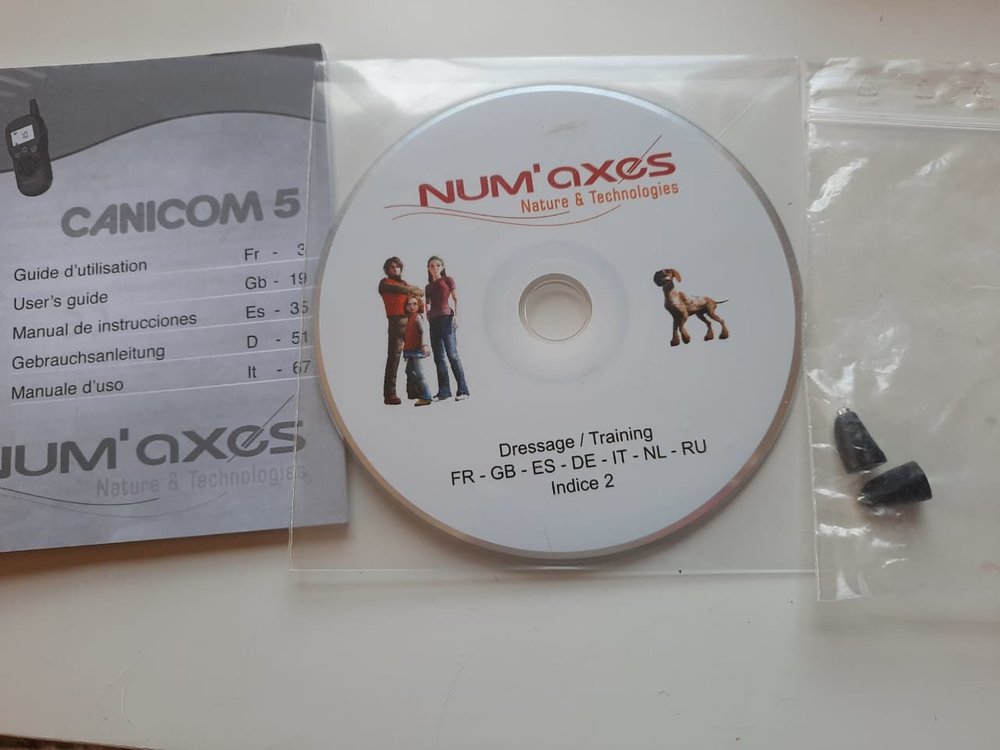 CANICOM 5
Guide d'utilisation Fr - 3
User's guide Gb - 19
Manual de instrucciones Es - 35
Gebrauchsanleitung D - 51
Manuale d'uso It - 67
NUM'axes
Nature & Technologies
NUM'axes
Nature & Technologies
Dressage / Training
FR - GB - ES - DE - IT - NL - RU
Indice 2